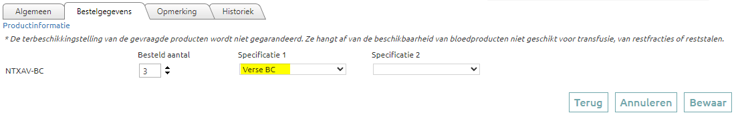 Algemeen Bestelgegevens Opmerking Historiek
Productinformatie
* De terbeschikkingstelling van de gevraagde producten wordt niet gegarandeerd. Ze hangt af van de beschikbaarheid van bloedproducten niet geschikt voor transfusie, van restfracties of reststalen.
Besteld aantal Specificatie 1 Specificatie 2
NTXAV-BC 3 Verse BC
Terug Annuleren Bewaar